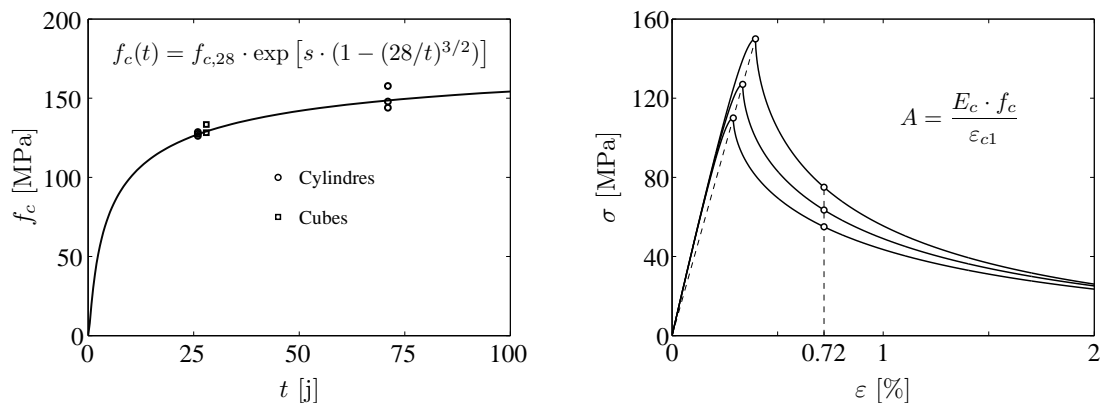 200
150
100
50
0
f_c [MPa]
f_c(t) = f_{c,28} · exp [s · (1 − (28/t)^{3/2})]
Cylindres
Cubes
0 25 50 75 100
t [j]
160
120
80
40
0
σ [MPa]
A = \frac{E_c · f_c}{ε_{c1}}
0 0.72 1 2
ε [%]